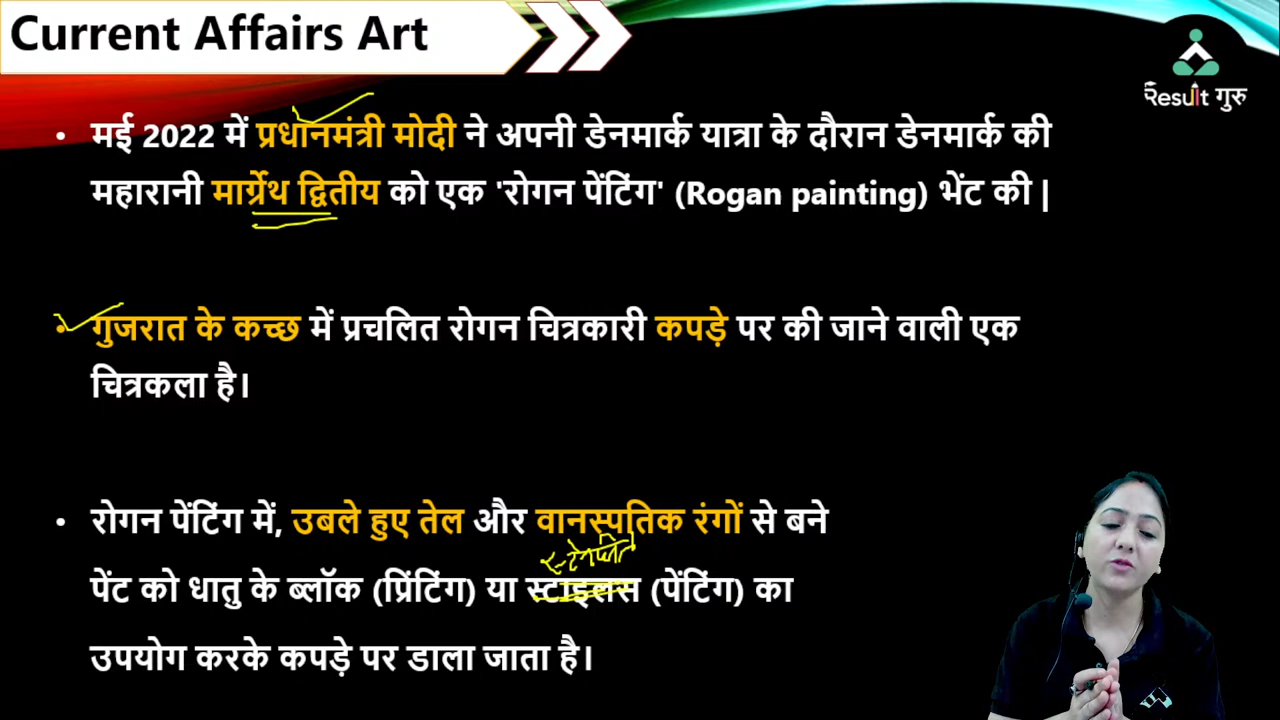 Current Affairs Art
Result गुरु
• मई 2022 में प्रधानमंत्री मोदी ने अपनी डेनमार्क यात्रा के दौरान डेनमार्क की
महारानी मार्ग्रेथ द्वितीय को एक 'रोगन पेंटिंग' (Rogan painting) भेंट की |
• गुजरात के कच्छ में प्रचलित रोगन चित्रकारी कपड़े पर की जाने वाली एक
चित्रकला है।
• रोगन पेंटिंग में, उबले हुए तेल और वानस्पतिक रंगों से बने
पेंट को धातु के ब्लॉक (प्रिंटिंग) या स्टाइलस (पेंटिंग) का
उपयोग करके कपड़े पर डाला जाता है।